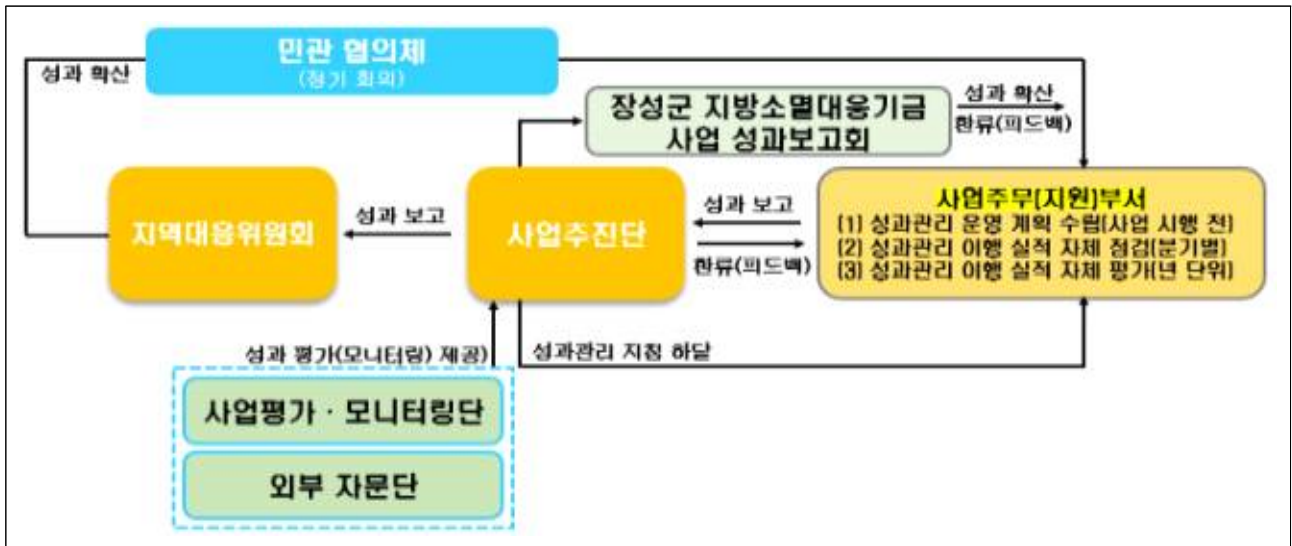 민관 협의체
(정기 회의)
성과 확산
장성군 지방소멸대응기금
사업 성과보고회
성과 확산
환류(피드백)
지역대응위원회
성과 보고
사업추진단
성과 보고
환류(피드백)
사업주무[지원]부서
(1) 성과관리 운영 계획 수립(사업 시행 전)
(2) 성과관리 이행 실적 자체 점검(분기별)
(3) 성과관리 이행 실적 자체 평가(년 단위)
성과 평가(모니터링) 제공)
성과관리 지침 하달
사업평가 · 모니터링단
외부 자문단